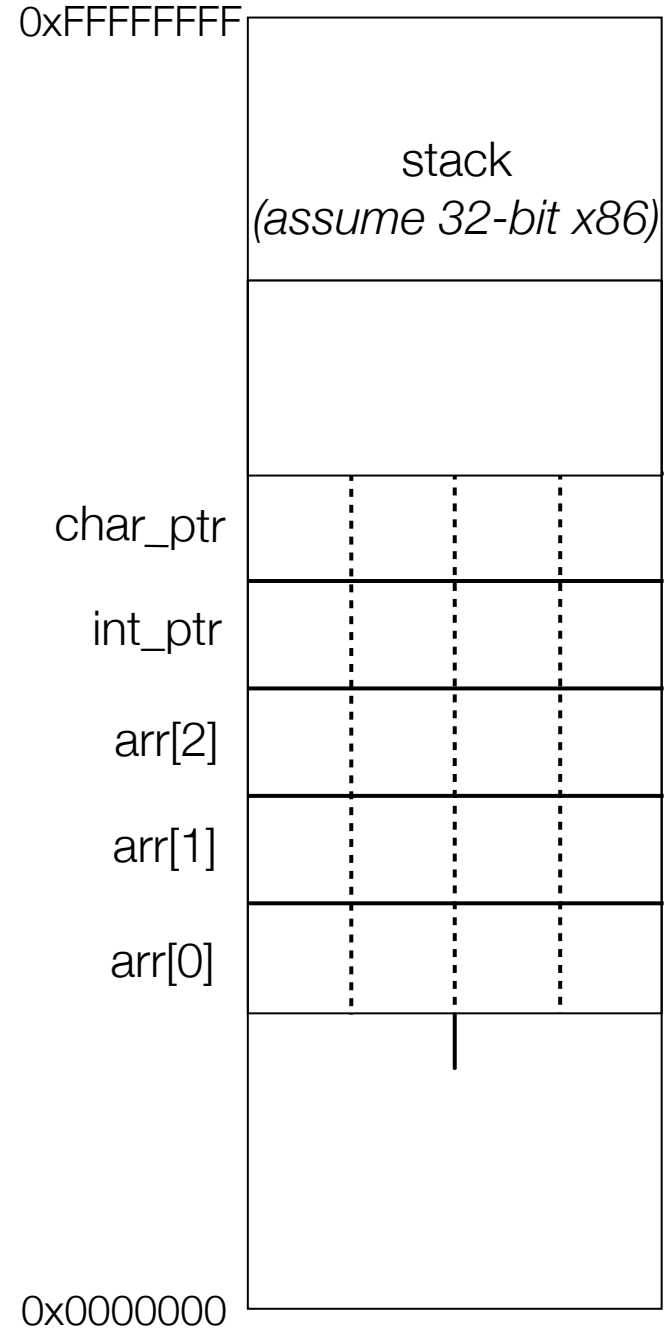 0xFFFFFFFF
stack
(assume 32-bit x86)
char_ptr
int_ptr
arr[2]
arr[1]
arr[0]
0x0000000